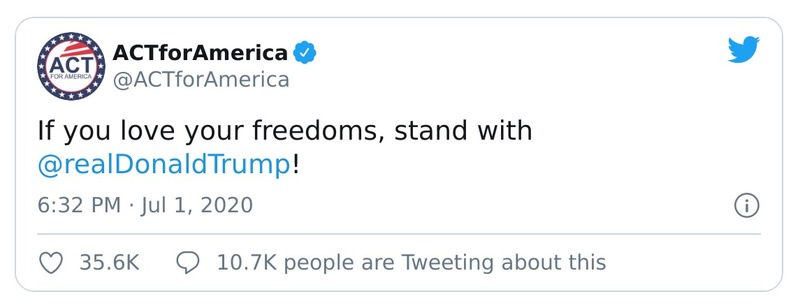 ACT
FOR AMERICA
ACTforAmerica
@ACTforAmerica
If you love your freedoms, stand with
@realDonaldTrump!
6:32 PM · Jul 1, 2020
35.6K 10.7K people are Tweeting about this